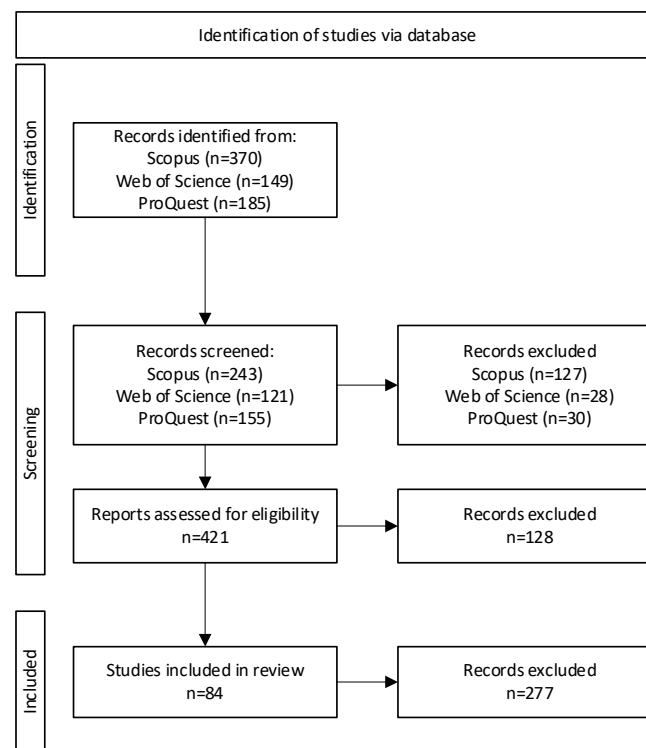 Identification of studies via database
Identification
Records identified from:
Scopus (n=370)
Web of Science (n=149)
ProQuest (n=185)
Screening
Records screened:
Scopus (n=243)
Web of Science (n=121)
ProQuest (n=155)
Records excluded
Scopus (n=127)
Web of Science (n=28)
ProQuest (n=30)
Reports assessed for eligibility
n=421
Records excluded
n=128
Included
Studies included in review
n=84
Records excluded
n=277